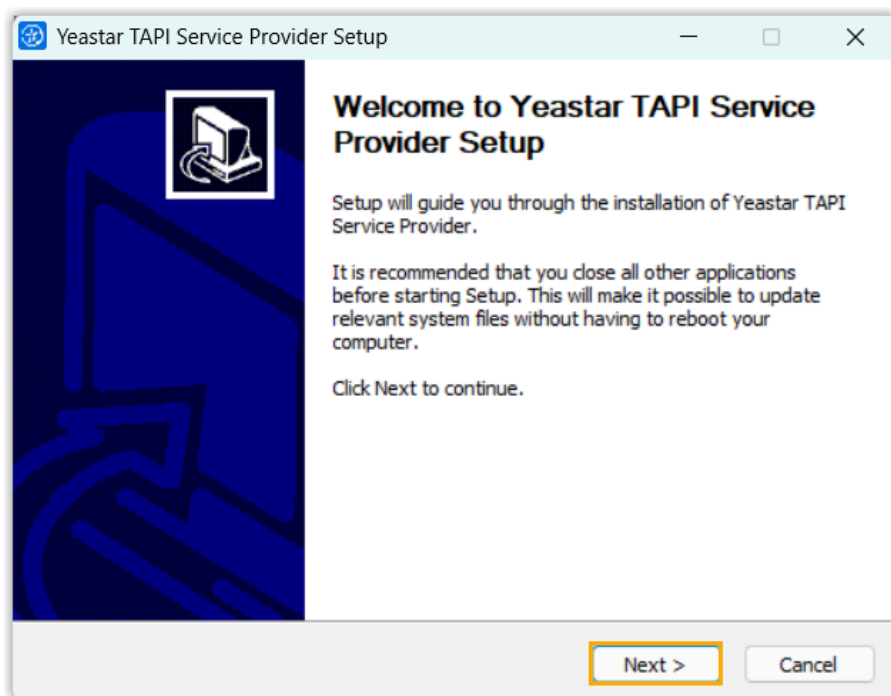 Yeastar TAPI Service Provider Setup
Welcome to Yeastar TAPI Service
Provider Setup
Setup will guide you through the installation of Yeastar TAPI
Service Provider.
It is recommended that you close all other applications
before starting Setup. This will make it possible to update
relevant system files without having to reboot your
computer.
Click Next to continue.
Next >
Cancel